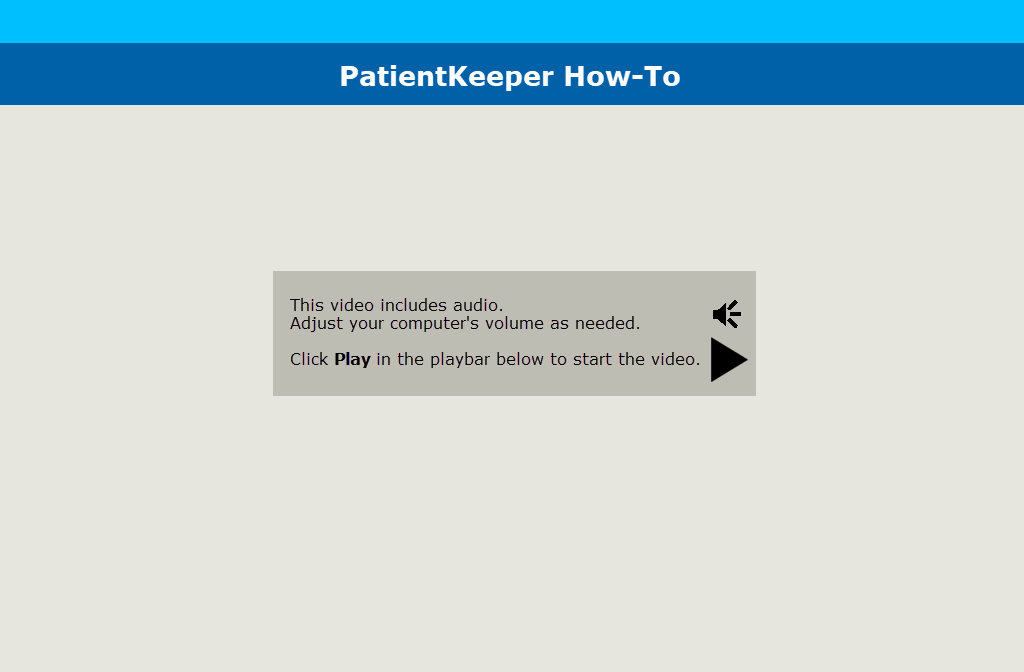 PatientKeeper How-To
This video includes audio.
Adjust your computer's volume as needed.
Click Play in the playbar below to start the video.